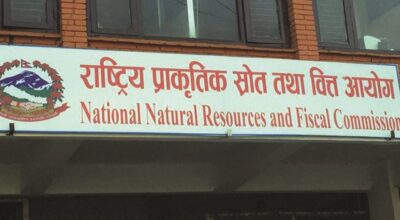 राष्ट्रिय प्राकृतिक स्रोत तथा वित्त आयोग
National Natural Resources and Fiscal Commission